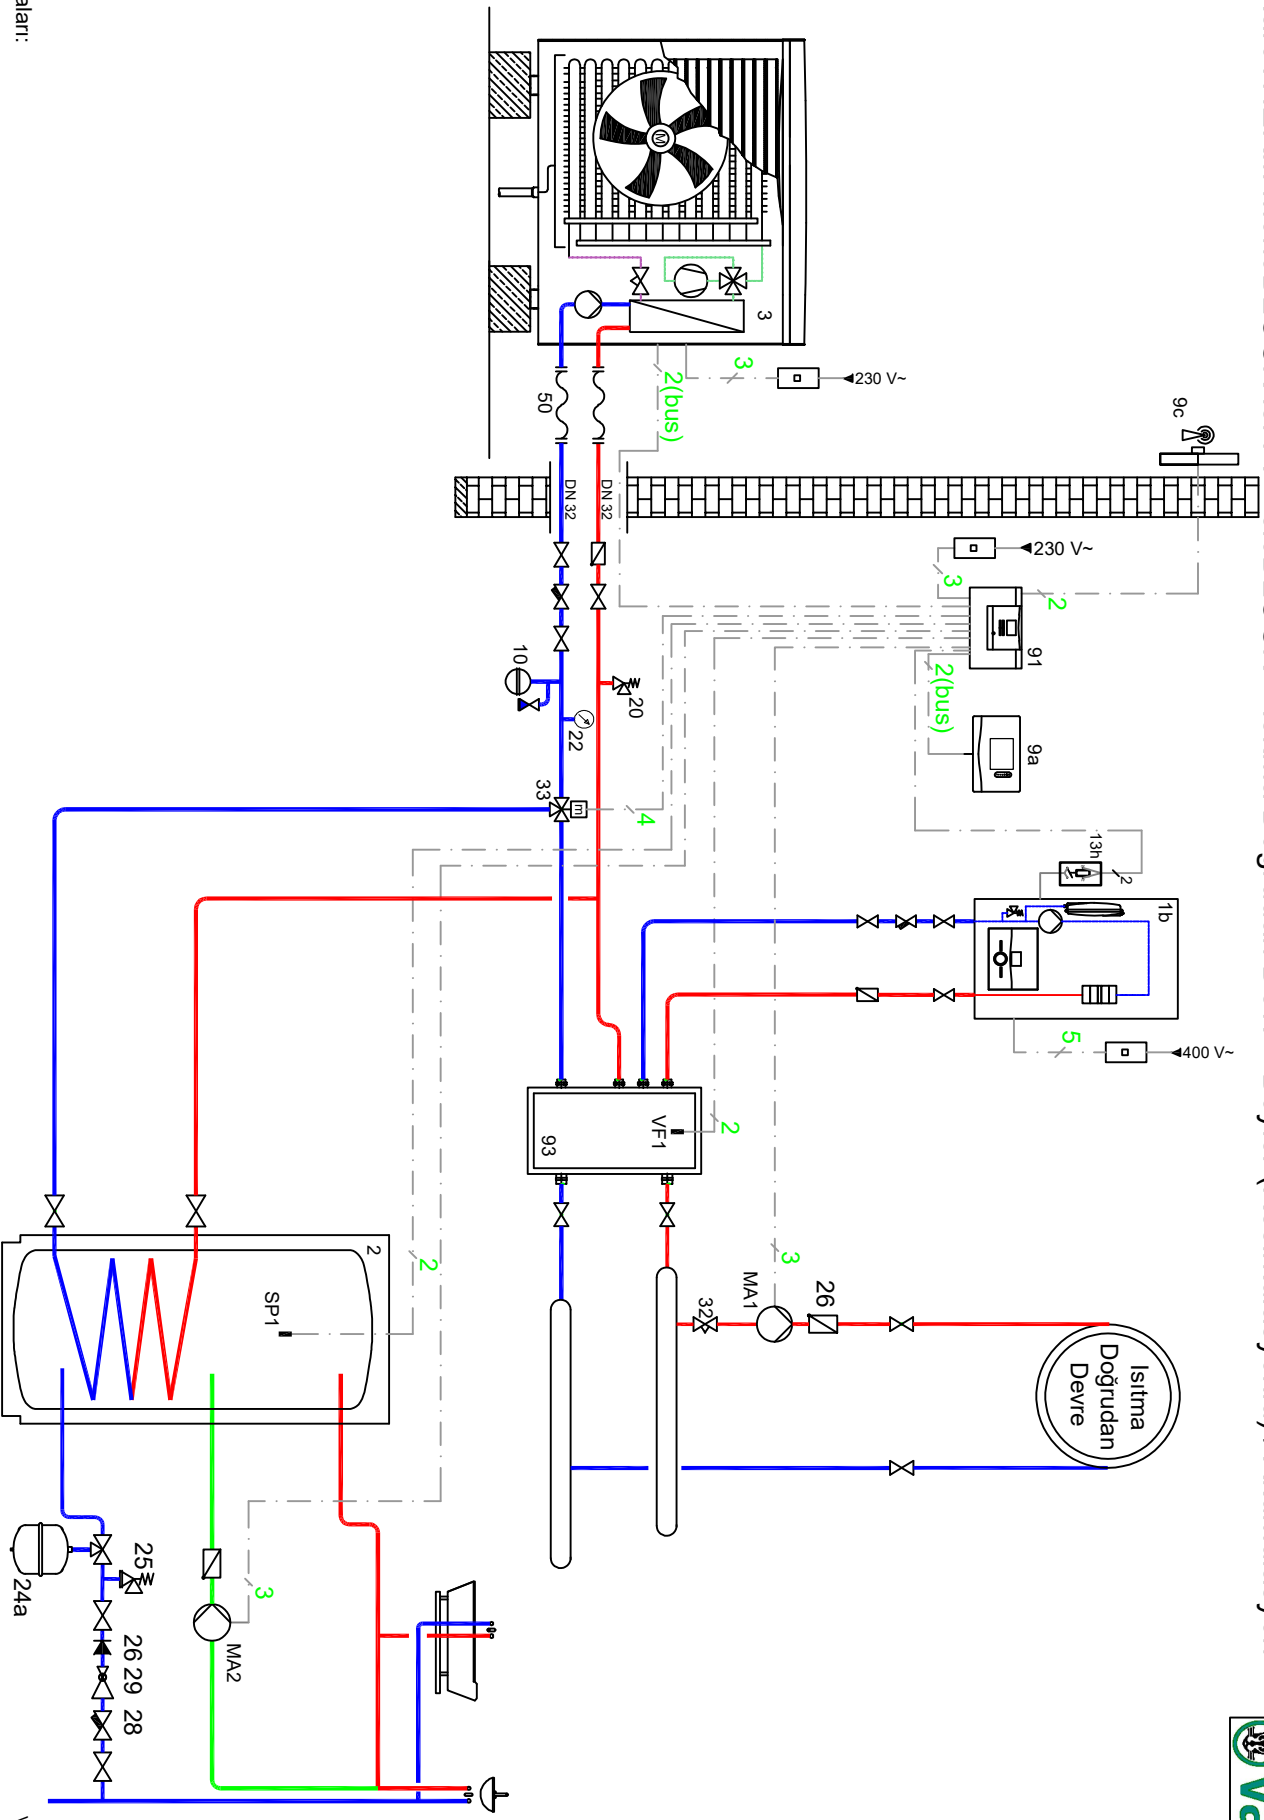 230 V~
3
3
2(bus)
50
DN 32
DN 32
9c
230 V~
3
2
91
2(bus)
9a
10
20
22
33
m
4
13h
2
1b
400 V~
5
VF1
93
2
3
MA1
26
32
Isıtma
Doğrudan
Devre
2
2
SP1
3
MA2
25
24a
26 29 28
M
aları: